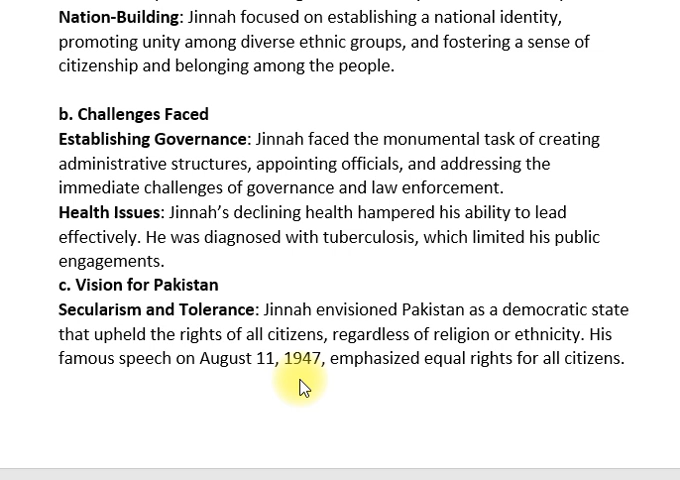 Nation-Building: Jinnah focused on establishing a national identity,
promoting unity among diverse ethnic groups, and fostering a sense of
citizenship and belonging among the people.
b. Challenges Faced
Establishing Governance: Jinnah faced the monumental task of creating
administrative structures, appointing officials, and addressing the
immediate challenges of governance and law enforcement.
Health Issues: Jinnah’s declining health hampered his ability to lead
effectively. He was diagnosed with tuberculosis, which limited his public
engagements.
c. Vision for Pakistan
Secularism and Tolerance: Jinnah envisioned Pakistan as a democratic state
that upheld the rights of all citizens, regardless of religion or ethnicity. His
famous speech on August 11, 1947, emphasized equal rights for all citizens.